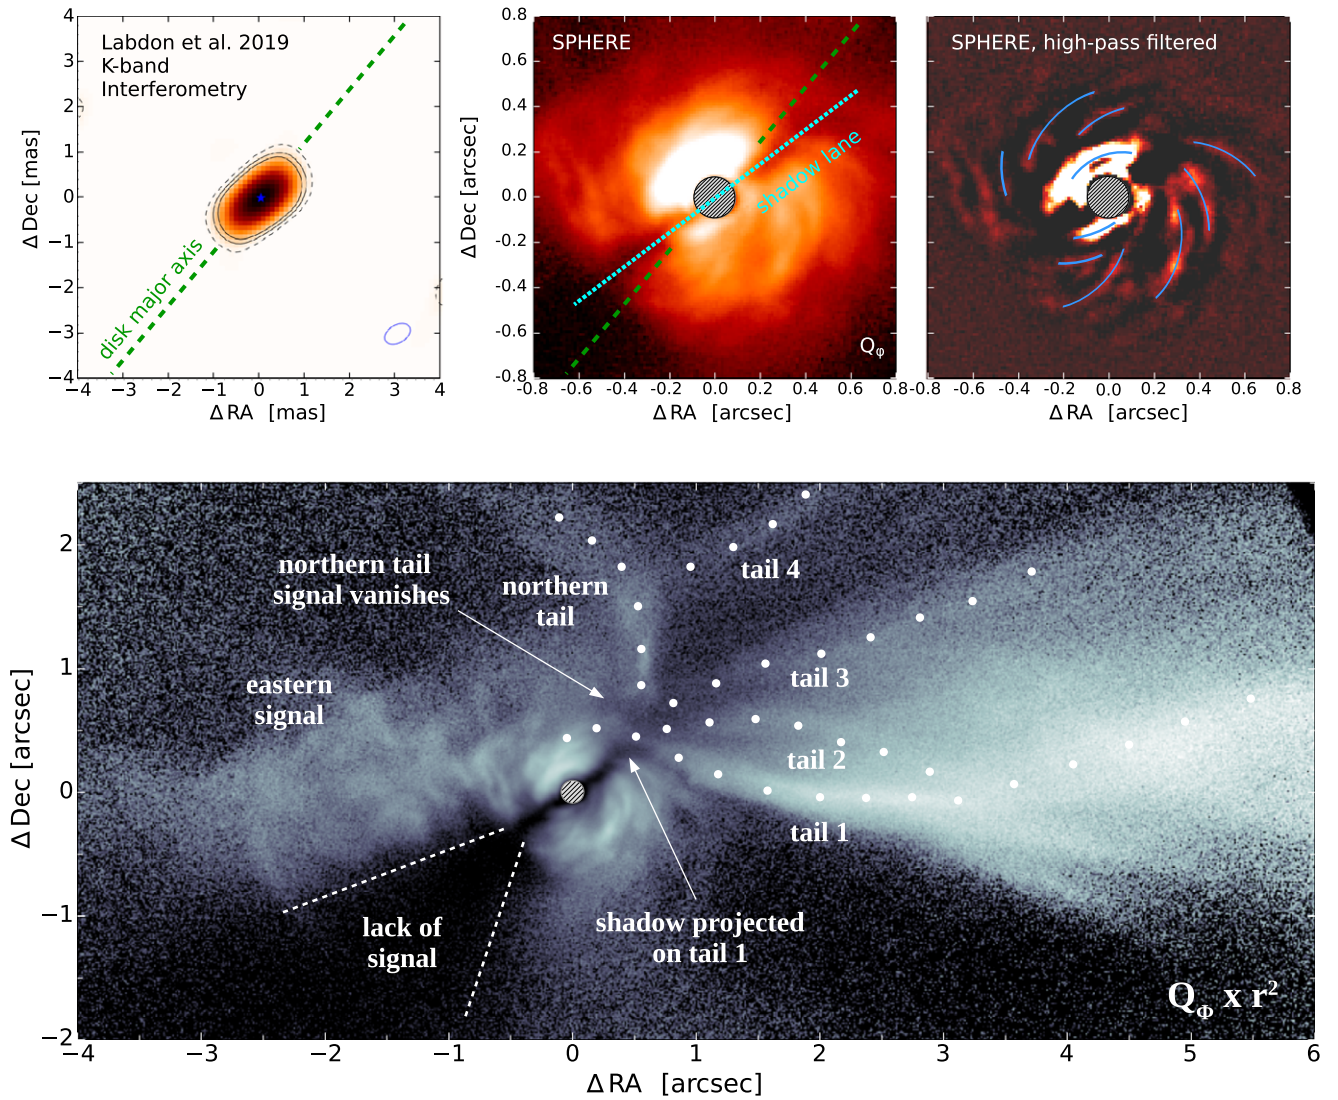 Labdon et al. 2019
K-band
Interferometry
disk major axis
4
3
2
1
0
−1
−2
−3
−4
−4 −3 −2 −1 0 1 2 3 4
Δ Dec [mas]
Δ RA [mas]
SPHERE
shadow lane
Qφ
0.8
0.6
0.4
0.2
0.0
-0.2
-0.4
-0.6
-0.8
-0.8 -0.6 -0.4 -0.2 0.0 0.2 0.4 0.6 0.8
Δ Dec [arcsec]
Δ RA [arcsec]
SPHERE, high-pass filtered
-0.8 -0.6 -0.4 -0.2 0.0 0.2 0.4 0.6 0.8
Δ RA [arcsec]
northern tail
signal vanishes
northern
tail
tail 4
tail 3
eastern
signal
tail 2
tail 1
lack of
signal
shadow projected
on tail 1
QΦ x r²
2
1
0
−1
−2
−4 −3 −2 −1 0 1 2 3 4 5 6
Δ Dec [arcsec]
Δ RA [arcsec]